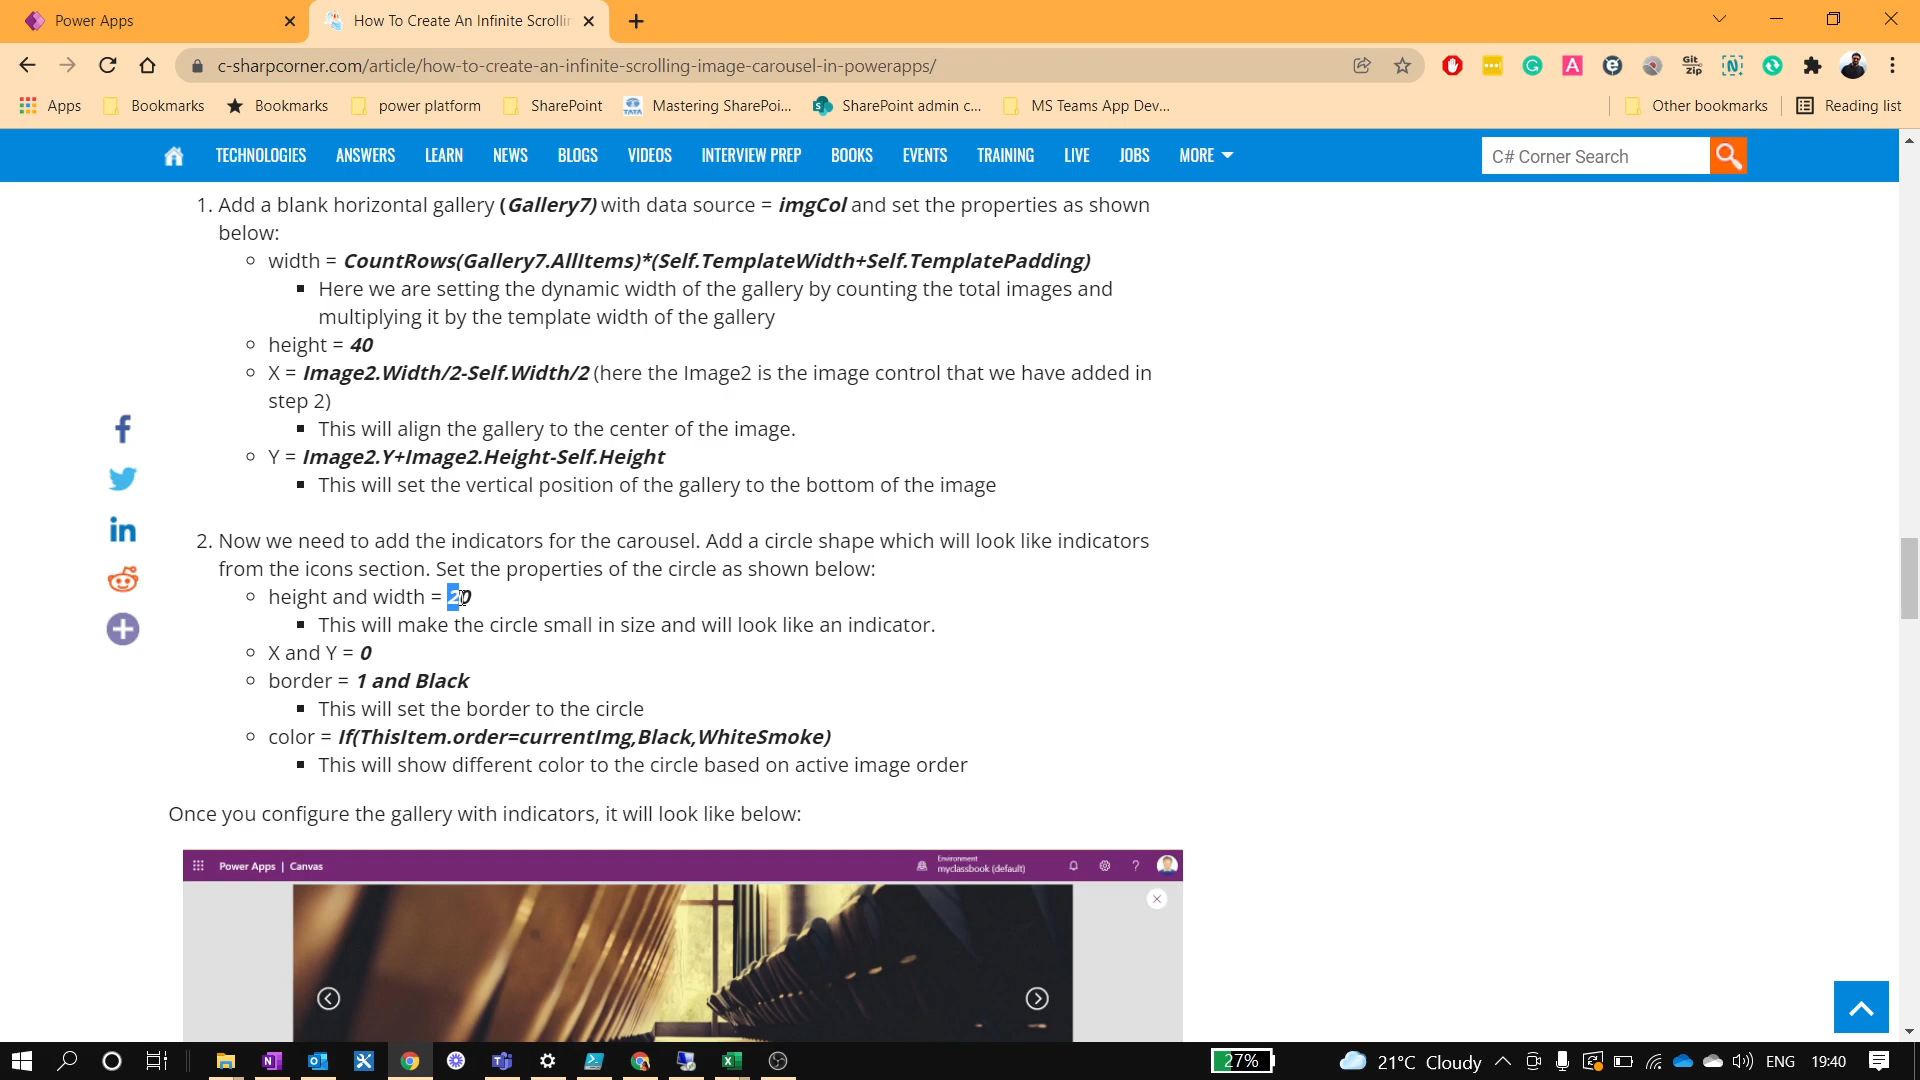 Power Apps
How To Create An Infinite Scrollin
c-sharpcorner.com/article/how-to-create-an-infinite-scrolling-image-carousel-in-powerapps/
Git
zip
Apps
Bookmarks
Bookmarks
power platform
SharePoint
TATA
Mastering SharePoi...
SharePoint admin c...
MS Teams App Dev...
Other bookmarks
Reading list
TECHNOLOGIES ANSWERS LEARN NEWS BLOGS VIDEOS INTERVIEW PREP BOOKS EVENTS TRAINING LIVE JOBS MORE
C# Corner Search
1. Add a blank horizontal gallery (Gallery7) with data source = imgCol and set the properties as shown
below:
width = CountRows(Gallery7.AllItems)*(Self.TemplateWidth+Self.TemplatePadding)
Here we are setting the dynamic width of the gallery by counting the total images and
multiplying it by the template width of the gallery
height = 40
X = Image2.Width/2-Self.Width/2 (here the Image2 is the image control that we have added in
step 2)
This will align the gallery to the center of the image.
Y = Image2.Y+Image2.Height-Self.Height
This will set the vertical position of the gallery to the bottom of the image
2. Now we need to add the indicators for the carousel. Add a circle shape which will look like indicators
from the icons section. Set the properties of the circle as shown below:
height and width = 20
This will make the circle small in size and will look like an indicator.
X and Y = 0
border = 1 and Black
This will set the border to the circle
color = If(ThisItem.order=currentImg,Black,WhiteSmoke)
This will show different color to the circle based on active image order
Once you configure the gallery with indicators, it will look like below:
Power Apps | Canvas
Environment
myclassbook (default)
27%
21°C Cloudy
ENG
19:40